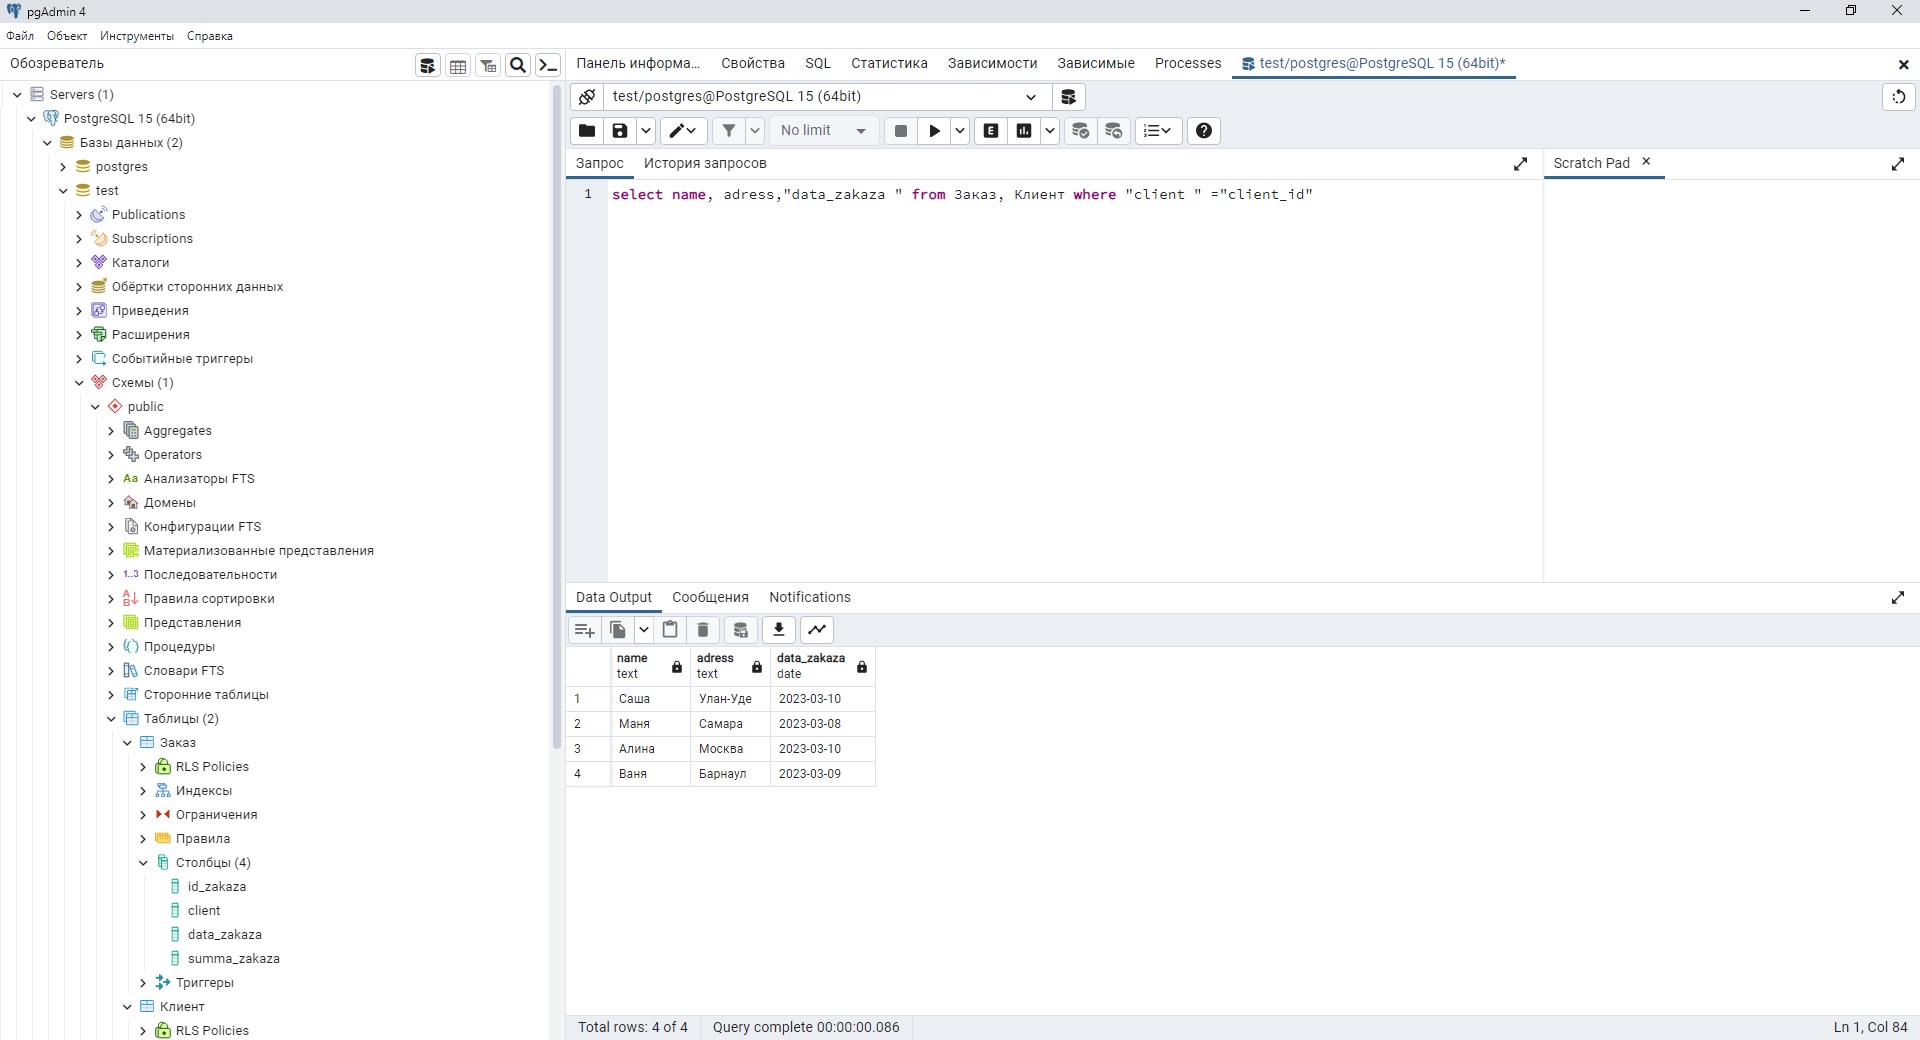 pgAdmin 4
Файл Объект Инструменты Справка
Обозреватель
Servers (1)
PostgreSQL 15 (64bit)
Базы данных (2)
postgres
test
Publications
Subscriptions
Каталоги
Обёртки сторонних данных
Приведения
Расширения
Событийные триггеры
Схемы (1)
public
Aggregates
Operators
Aa Анализаторы FTS
Домены
Конфигурации FTS
Материализованные представления
1..3 Последовательности
Правила сортировки
Представления
Процедуры
Словари FTS
Сторонние таблицы
Таблицы (2)
Заказ
RLS Policies
Индексы
Ограничения
Правила
Столбцы (4)
id_zakaza
client
data_zakaza
summa_zakaza
Триггеры
Клиент
RLS Policies
Панель информа... Свойства SQL Статистика Зависимости Зависимые Processes test/postgres@PostgreSQL 15 (64bit)*
test/postgres@PostgreSQL 15 (64bit)
No limit
Запрос История запросов
Scratch Pad
1 select name, adress,"data_zakaza " from Заказ, Клиент where "client " ="client_id"
Data Output Сообщения Notifications
name adress data_zakaza
text text date
1 Саша Улан-Уде 2023-03-10
2 Маня Самара 2023-03-08
3 Алина Москва 2023-03-10
4 Ваня Барнаул 2023-03-09
Total rows: 4 of 4 Query complete 00:00:00.086 Ln 1, Col 84